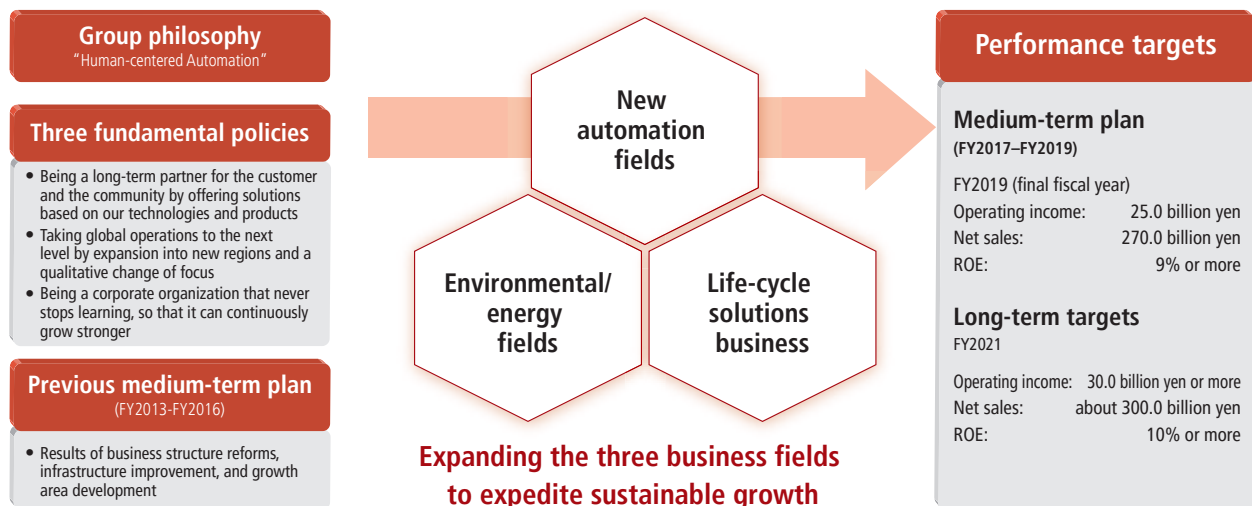 Group philosophy
"Human-centered Automation"
Three fundamental policies
• Being a long-term partner for the customer
and the community by offering solutions
based on our technologies and products
• Taking global operations to the next
level by expansion into new regions and a
qualitative change of focus
• Being a corporate organization that never
stops learning, so that it can continuously
grow stronger
Previous medium-term plan
(FY2013-FY2016)
• Results of business structure reforms,
infrastructure improvement, and growth
area development
New
automation
fields
Environmental/
energy
fields
Life-cycle
solutions
business
Expanding the three business fields
to expedite sustainable growth
Performance targets
Medium-term plan
(FY2017–FY2019)
FY2019 (final fiscal year)
Operating income: 25.0 billion yen
Net sales: 270.0 billion yen
ROE: 9% or more
Long-term targets
FY2021
Operating income: 30.0 billion yen or more
Net sales: about 300.0 billion yen
ROE: 10% or more